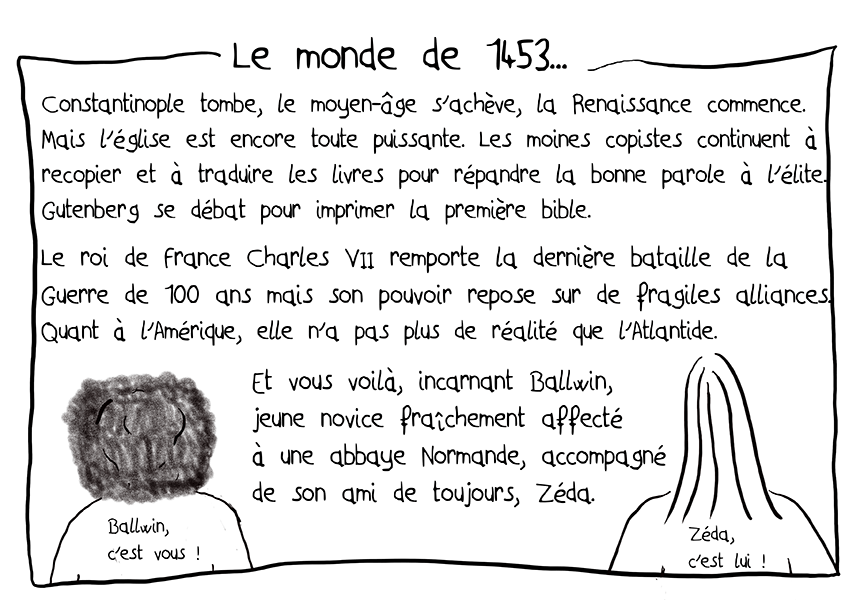 Le monde de 1453...
Constantinople tombe, le moyen-âge s'achève, la Renaissance commence.
Mais l'église est encore toute puissante. Les moines copistes continuent à
recopier et à traduire les livres pour répandre la bonne parole à l'élite.
Gutenberg se débat pour imprimer la première bible.
Le roi de France Charles VII remporte la dernière bataille de la
Guerre de 100 ans mais son pouvoir repose sur de fragiles alliances.
Quant à l'Amérique, elle n'a pas plus de réalité que l'Atlantide.
Et vous voilà, incarnant Ballwin,
jeune novice fraîchement affecté
à une abbaye Normande, accompagné
de son ami de toujours, Zéda.
Ballwin,
c'est vous !
Zéda,
c'est lui !